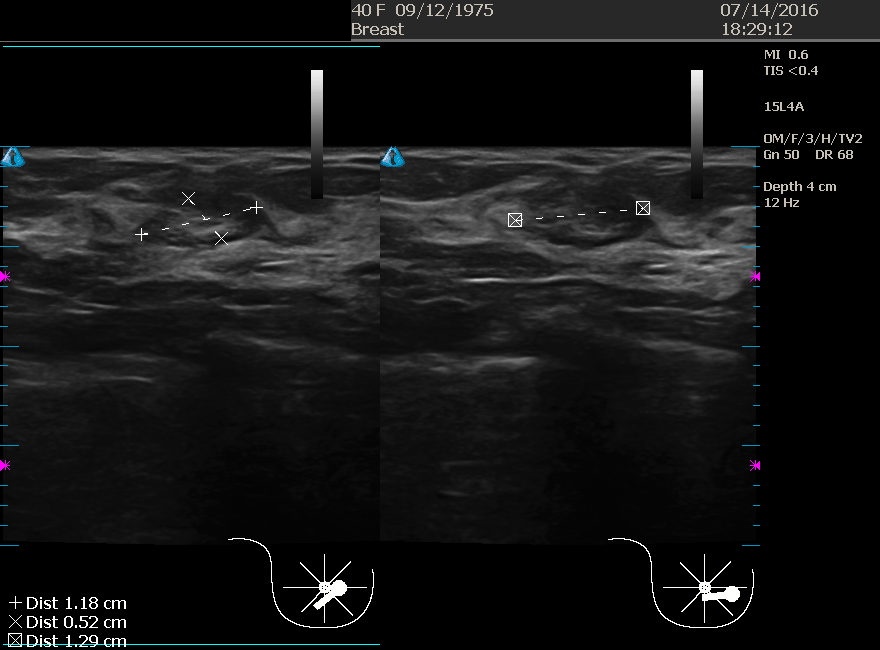 40 F 09/12/1975 07/14/2016
Breast 18:29:12
MI 0.6
TIS <0.4
15L4A
OM/F/3/H/TV2
Gn 50 DR 68
Depth 4 cm
12 Hz
Dist 1.18 cm
Dist 0.52 cm
Dist 1.29 cm